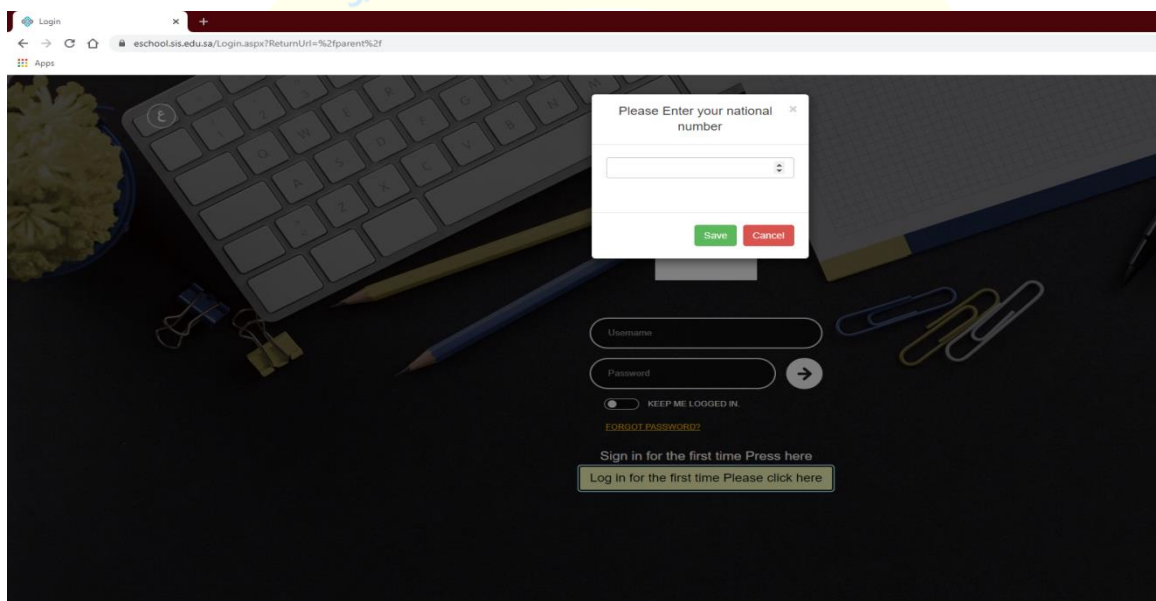 Login
eschool.sis.edu.sa/Login.aspx?ReturnUrl=%2fparent%2f
Apps
ع
Please Enter your national
number
Save Cancel
Username
Password
KEEP ME LOGGED IN.
FORGOT PASSWORD?
Sign in for the first time Press here
Log in for the first time Please click here